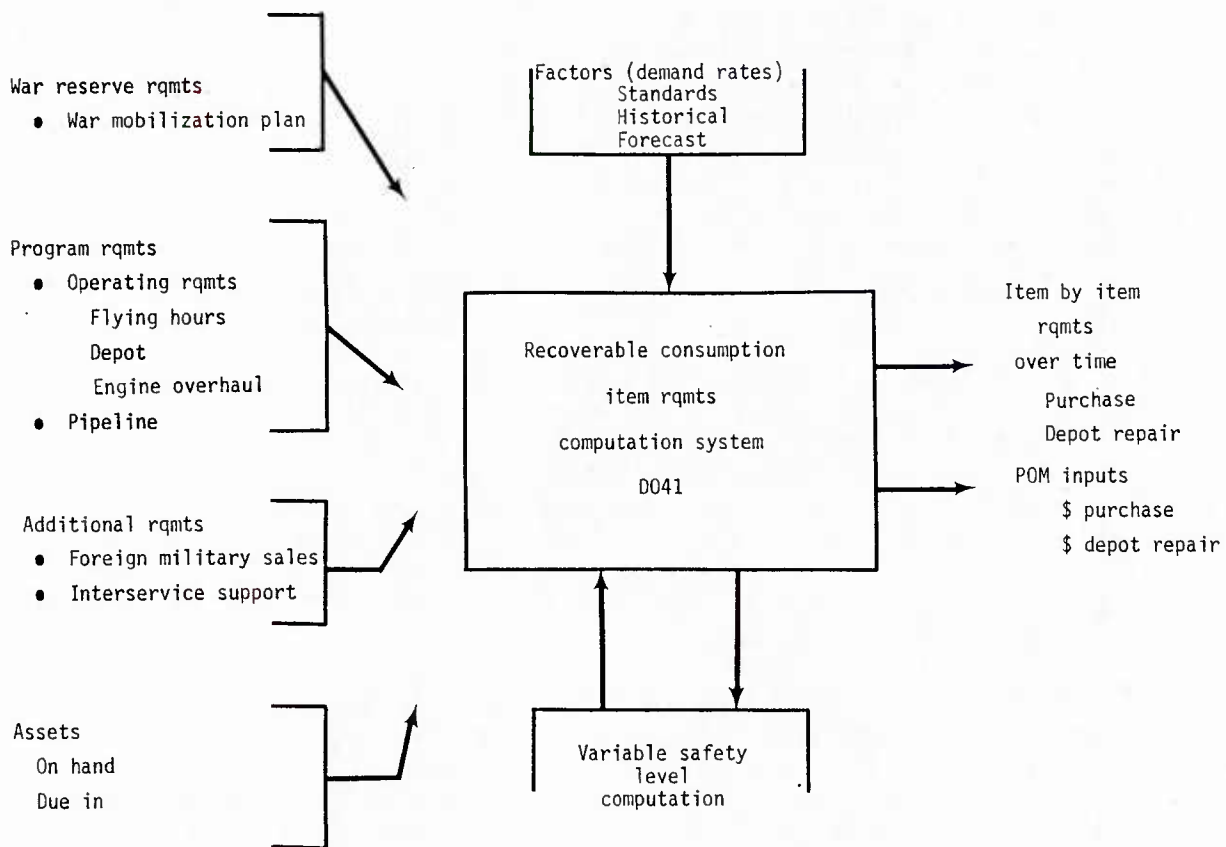 War reserve rqmts
• War mobilization plan
Program rqmts
• Operating rqmts
Flying hours
Depot
Engine overhaul
• Pipeline
Additional rqmts
• Foreign military sales
• Interservice support
Assets
On hand
Due in
Factors (demand rates)
Standards
Historical
Forecast
Recoverable consumption
item rqmts
computation system
D041
Variable safety
level
computation
Item by item
rqmts
over time
Purchase
Depot repair
POM inputs
$ purchase
$ depot repair